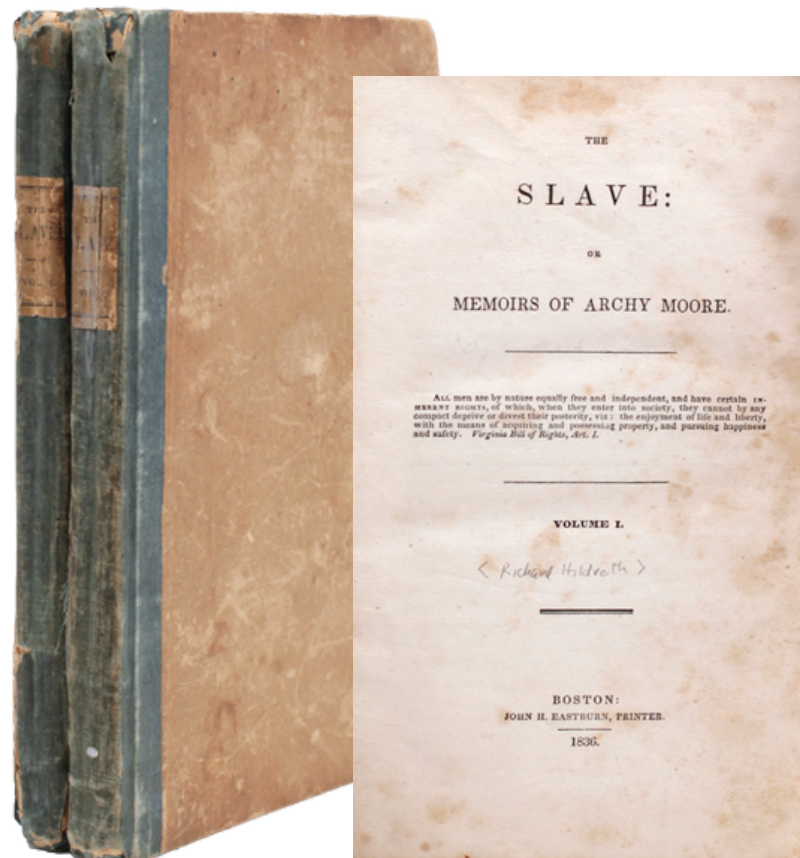 SLAVE
VOL.
THE
SLAVE:
OR
MEMOIRS OF ARCHY MOORE.
ALL men are by nature equally free and independent, and have certain IN-
HERENT RIGHTS, of which, when they enter into society, they cannot by any
compact deprive or divest their posterity, viz: the enjoyment of life and liberty,
with the means of acquiring and possessing property, and pursuing happiness
and safety. Virginia Bill of Rights, Art. I.
VOLUME I.
< Richard Hildreth >
BOSTON:
JOHN H. EASTBURN, PRINTER.
1836.